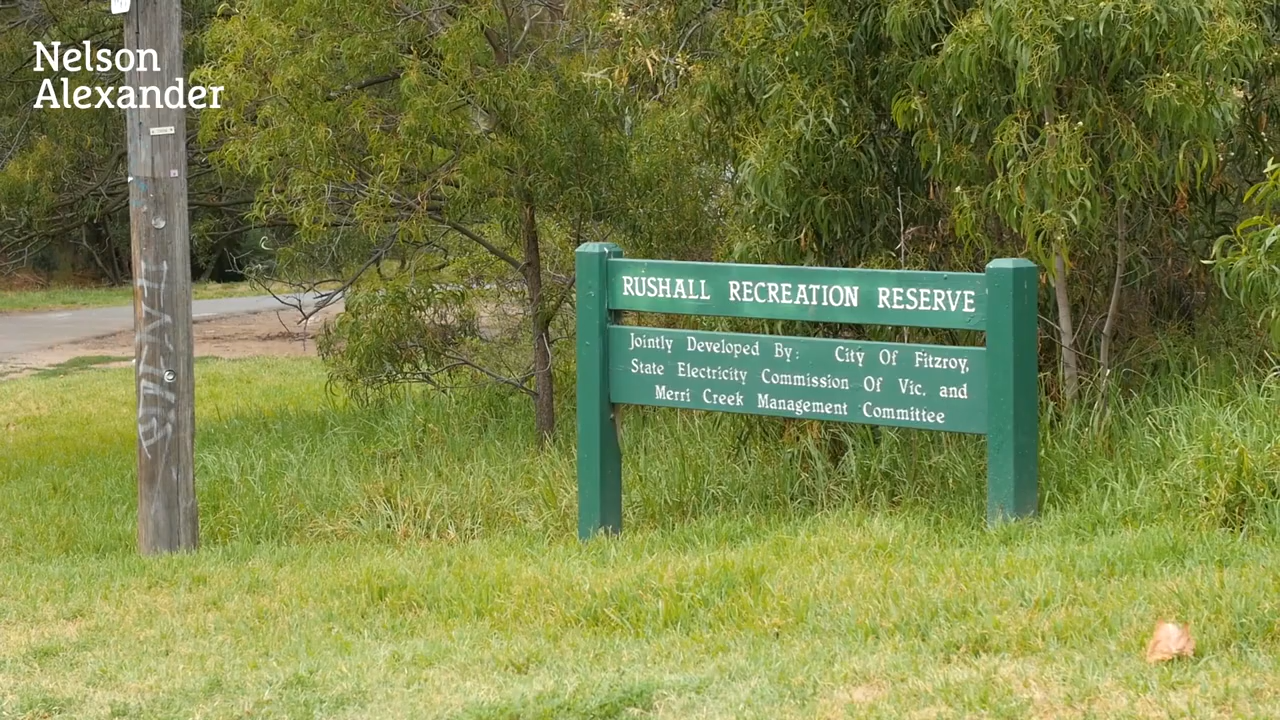 Nelson
Alexander
RUSHALL RECREATION RESERVE
Jointly Developed By: City Of Fitzroy,
State Electricity Commission Of Vic. and
Merri Creek Management Committee